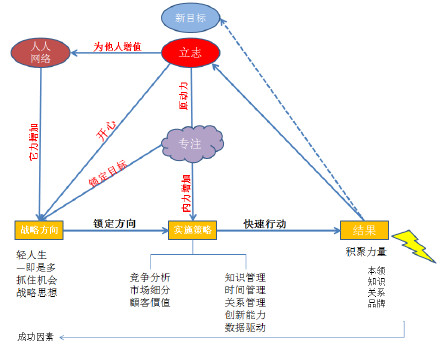 新目标
人人
网络
为他人增值
立志
原动力
它力增加
开心
专注
锁定目标
内力增加
战略方向
锁定方向
实施策略
快速行动
结果
轻人生
一即是多
抓住机会
战略思想
竞争分析
市场细分
顧客價值
知识管理
时间管理
关系管理
创新能力
数据驱动
积聚力量
本领
知识
关系
品牌
成功因素